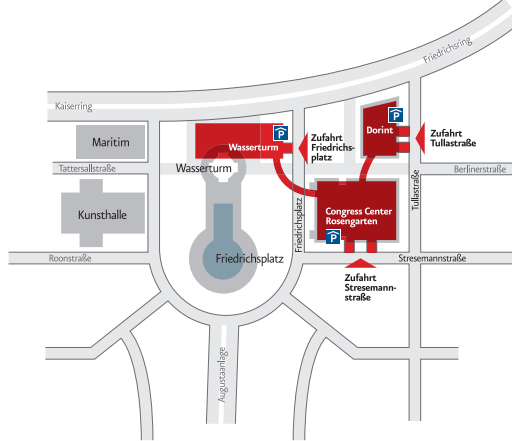 Friedrichsring
Kaiserring
P
P
Dorint
Zufahrt
Tullastraße
Maritim
Wasserturm
Zufahrt
Friedrichs-
platz
Tattersallstraße
Wasserturm
Berlinerstraße
Tullastraße
Kunsthalle
Friedrichsplatz
Congress Center
Rosengarten
P
Roonstraße
Friedrichsplatz
Stresemannstraße
Zufahrt
Stresemann-
straße
Augustaanlage